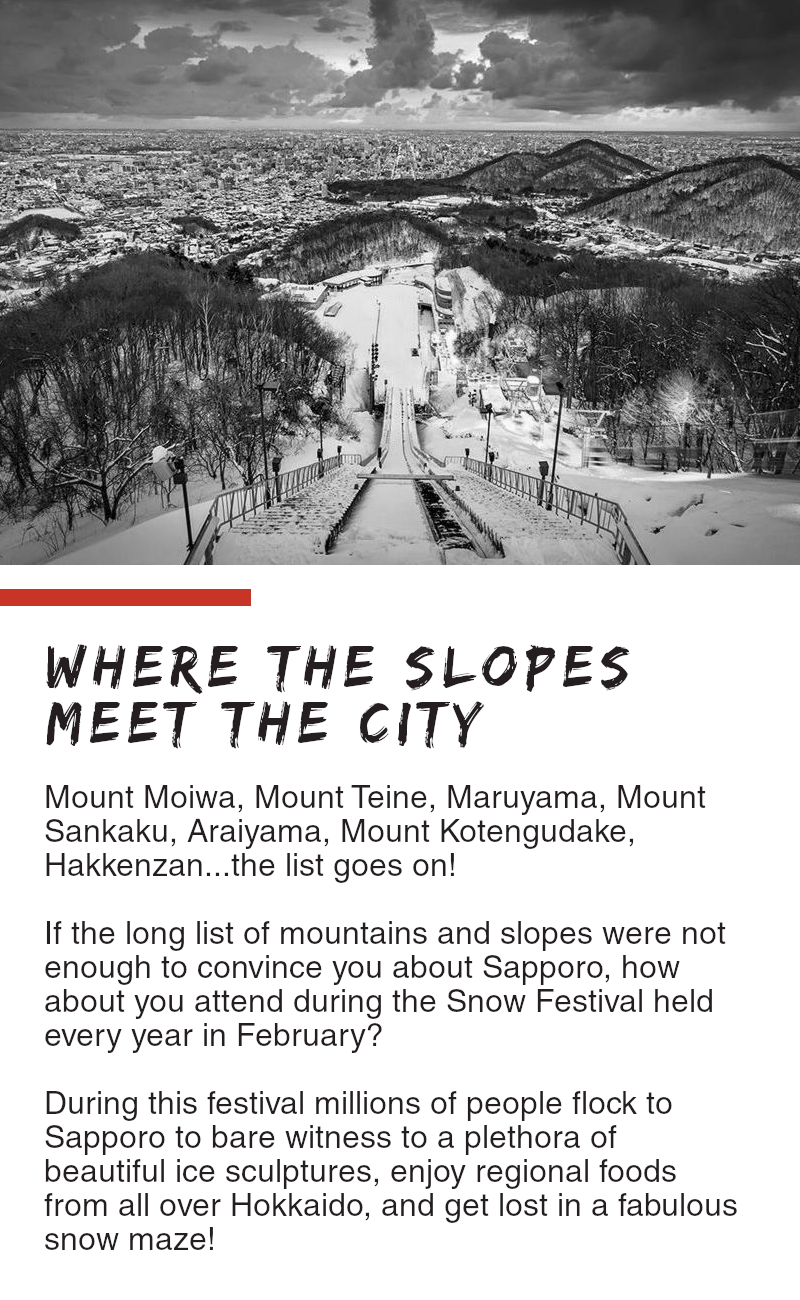 WHERE THE SLOPES
MEET THE CITY
Mount Moiwa, Mount Teine, Maruyama, Mount
Sankaku, Araiyama, Mount Kotengudake,
Hakkenzan...the list goes on!
If the long list of mountains and slopes were not
enough to convince you about Sapporo, how
about you attend during the Snow Festival held
every year in February?
During this festival millions of people flock to
Sapporo to bare witness to a plethora of
beautiful ice sculptures, enjoy regional foods
from all over Hokkaido, and get lost in a fabulous
snow maze!